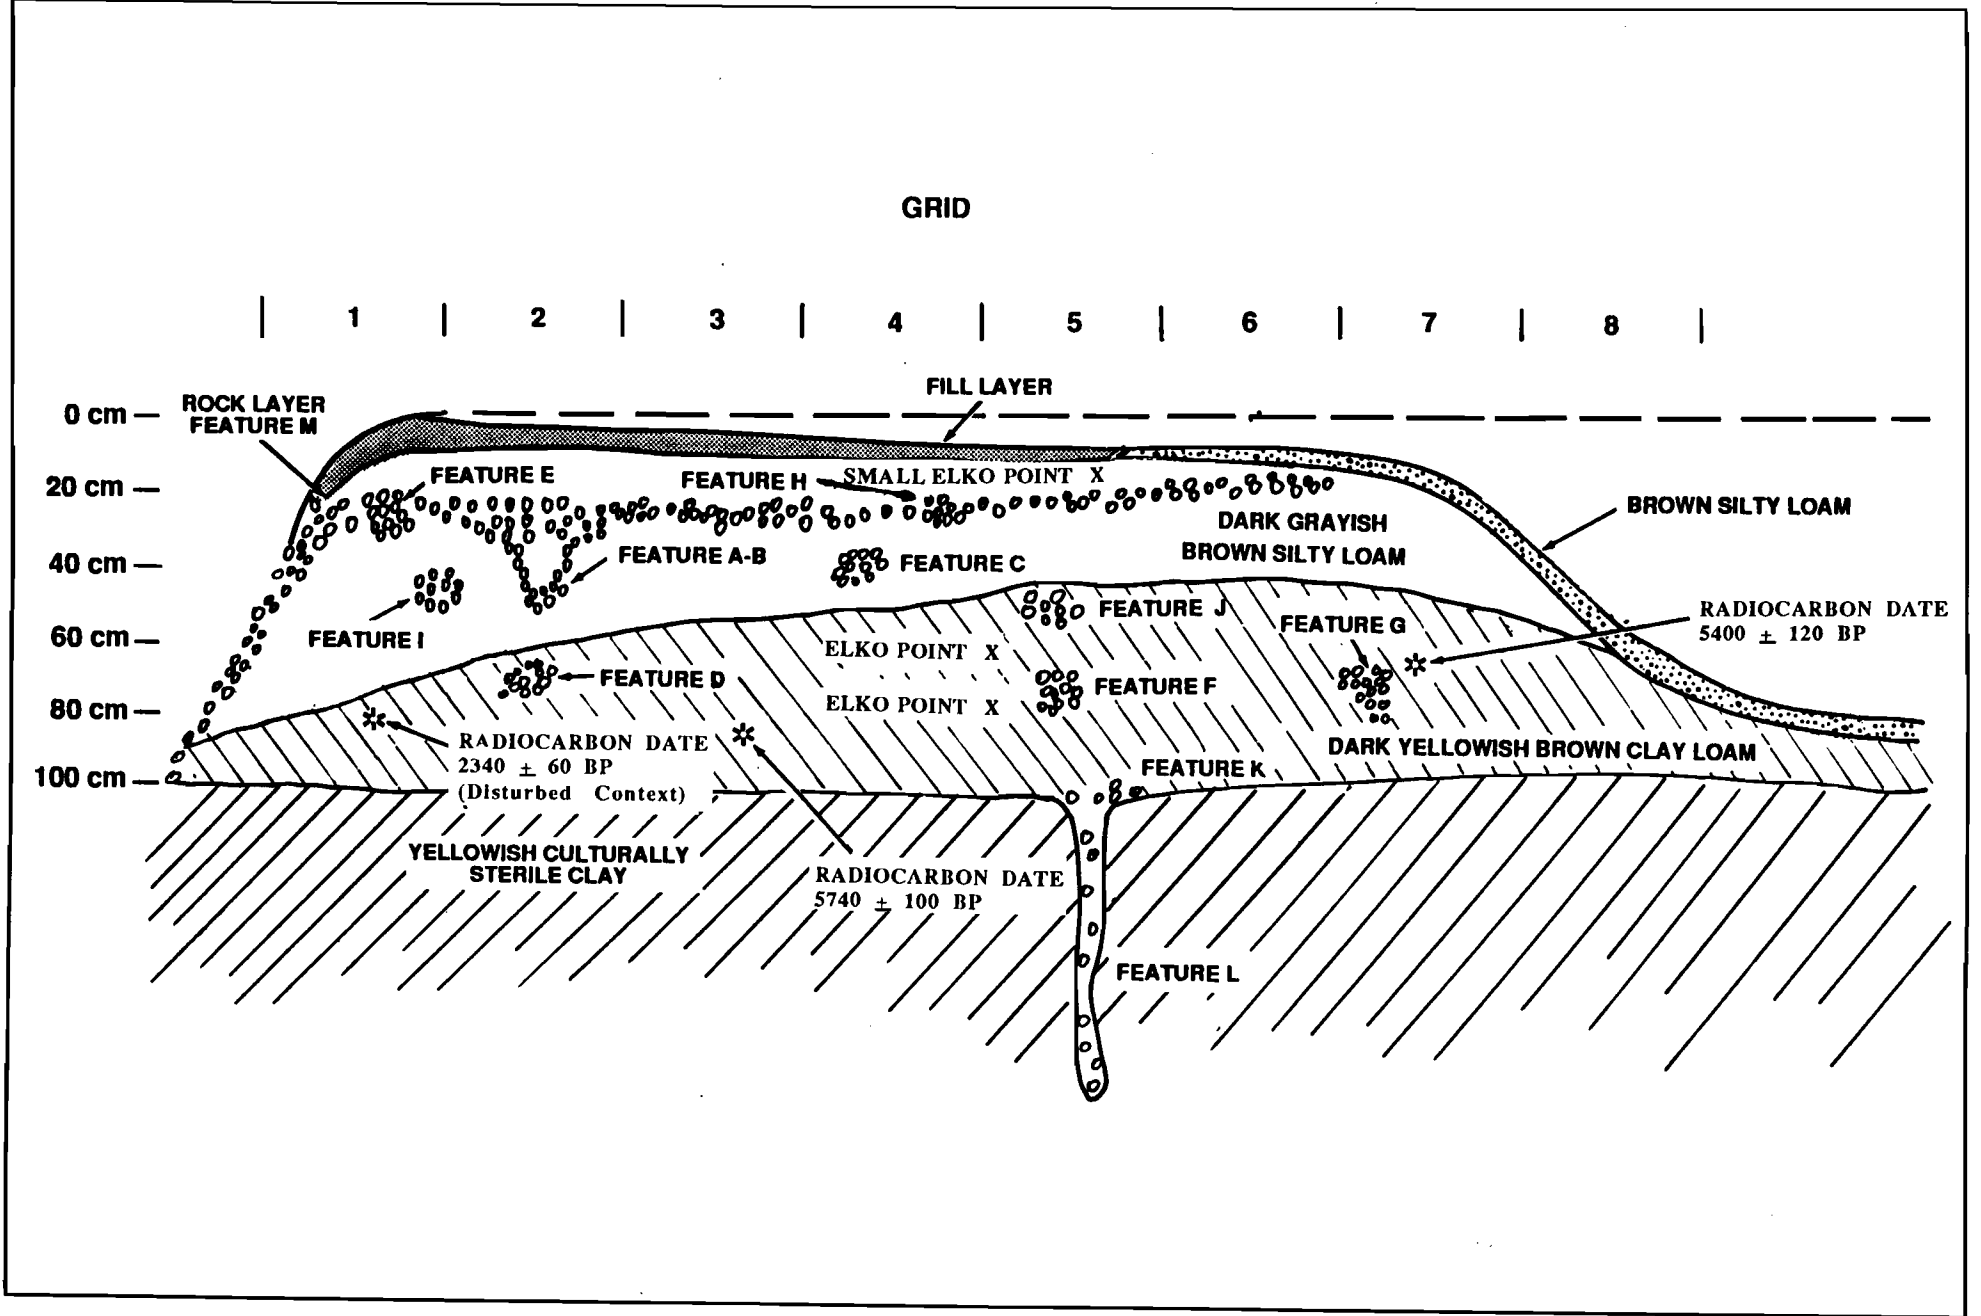 GRID
1 2 3 4 5 6 7 8
FILL LAYER
0 cm
ROCK LAYER
FEATURE M
20 cm
FEATURE E
FEATURE H
SMALL ELKO POINT X
BROWN SILTY LOAM
DARK GRAYISH
BROWN SILTY LOAM
40 cm
FEATURE A-B
FEATURE C
60 cm
FEATURE I
FEATURE J
FEATURE G
RADIOCARBON DATE
5400 ± 120 BP
ELKO POINT X
FEATURE D
FEATURE F
80 cm
ELKO POINT X
RADIOCARBON DATE
2340 ± 60 BP
(Disturbed Context)
DARK YELLOWISH BROWN CLAY LOAM
100 cm
FEATURE K
YELLOWISH CULTURALLY
STERILE CLAY
RADIOCARBON DATE
5740 ± 100 BP
FEATURE L